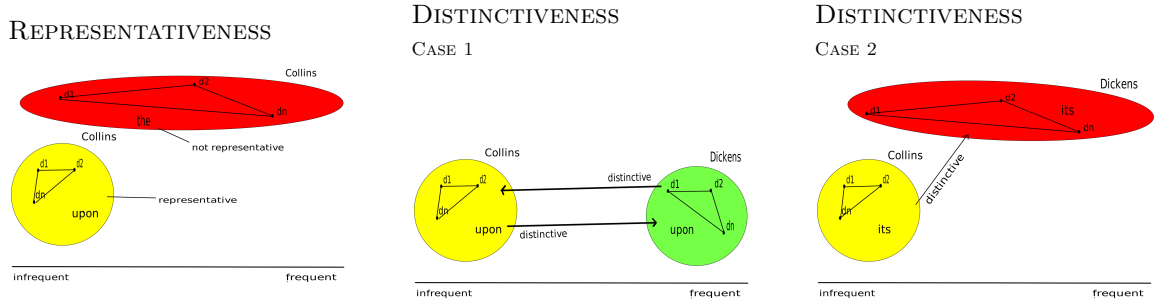 REPRESENTATIVENESS
Collins
d1
d2
dn
the
not representative
Collins
d1
d2
dn
upon
representative
infrequent
frequent
DISTINCTIVENESS
CASE 1
Collins
d1
d2
dn
upon
distinctive
distinctive
Dickens
d1
d2
dn
upon
infrequent
frequent
DISTINCTIVENESS
CASE 2
Dickens
d1
d2
its
dn
Collins
d1
d2
dn
its
distinctive
infrequent
frequent